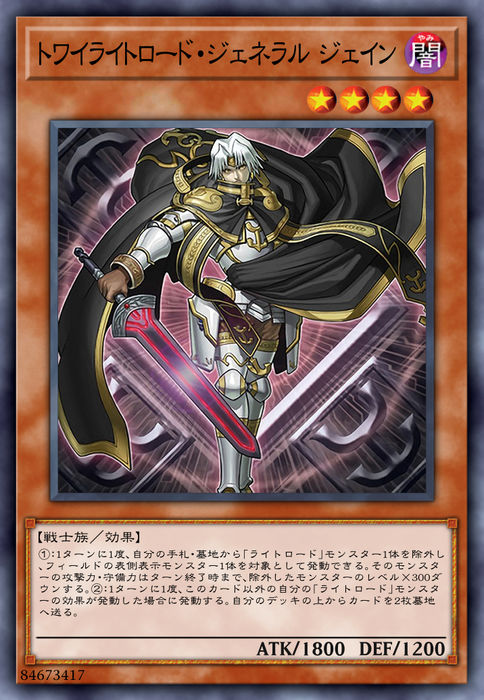 トワイライトロード・ジェネラル ジェイン
やみ
闇
【戦士族／効果】
①:1ターンに1度、自分の手札・墓地から「ライトロード」モンスター1体を除外し
、フィールドの表側表示モンスター1体を対象として発動できる。そのモンスター
の攻撃力・守備力はターン終了時まで、除外したモンスターのレベル×300ダ
ウンする。②:1ターンに1度、このカード以外の自分の「ライトロード」モンス
ターの効果が発動した場合に発動する。自分のデッキの上からカードを2枚墓地
へ送る。
ATK/1800 DEF/1200
84673417